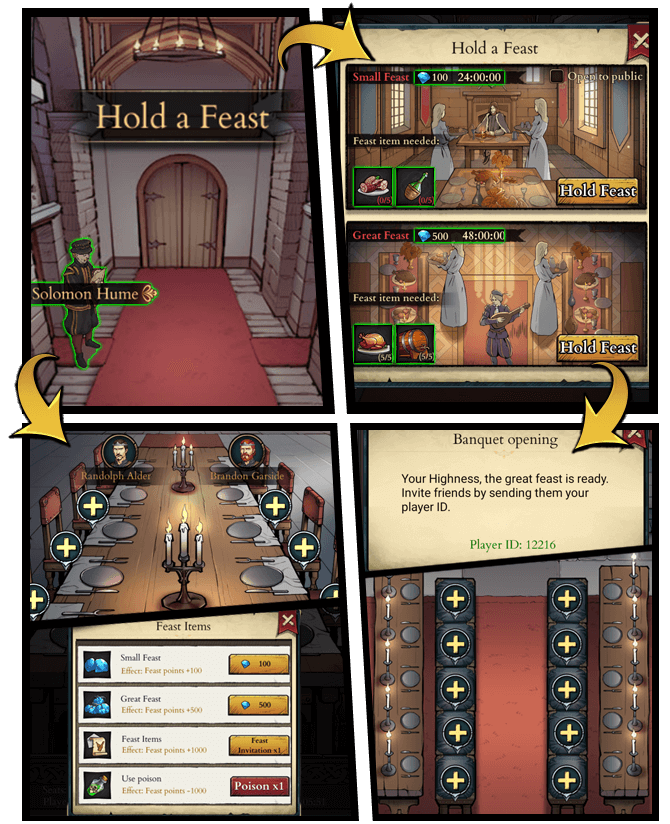 Hold a Feast
Solomon Hume
Hold a Feast
Small Feast 100 24:00:00 Open to public
Feast item needed:
(0/5) (0/5)
Hold Feast
Great Feast 500 48:00:00
Feast item needed:
(5/5) (5/5)
Hold Feast
Randolph Alder Brandon Garside
Feast Items
Small Feast
Effect: Feast points +100
100
Great Feast
Effect: Feast points +500
500
Feast Items
Effect: Feast points +1000
Feast
Invitation x1
Use poison
Effect: Feast points -1000
Poison x1
Banquet opening
Your Highness, the great feast is ready.
Invite friends by sending them your
player ID.
Player ID: 12216